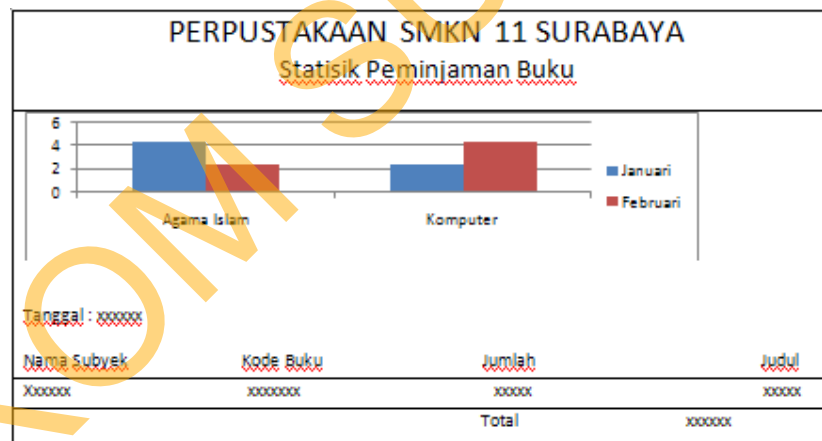 PERPUSTAKAAN SMKN 11 SURABAYA
Statisik Peminjaman Buku
6
4
2
0
Agama Islam Komputer
Januari
Februari
Tanggal : xxxxxx
Nama Subyek Kode Buku Jumlah Judul
Xxxxxx xxxxxxx xxxxx xxxxx
Total xxxxxx